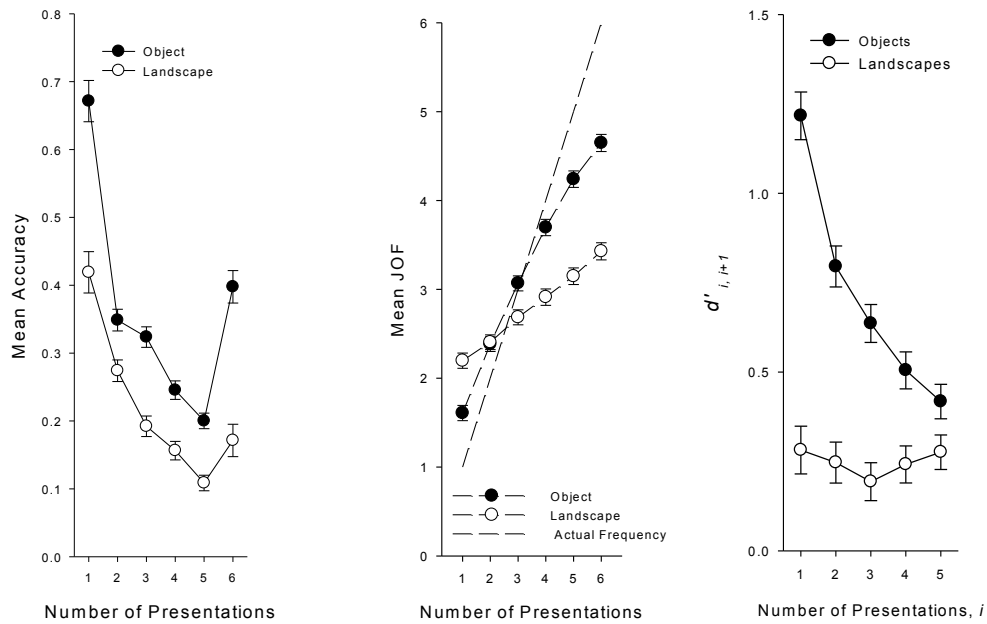 0.8
0.7
0.6
0.5
0.4
0.3
0.2
0.1
0.0
Mean Accuracy
Object
Landscape
1 2 3 4 5 6
Number of Presentations
6
5
4
3
2
1
0
Mean JOF
Object
Landscape
Actual Frequency
1 2 3 4 5 6
Number of Presentations
1.5
1.0
0.5
0.0
d' i, i+1
Objects
Landscapes
1 2 3 4 5
Number of Presentations, i